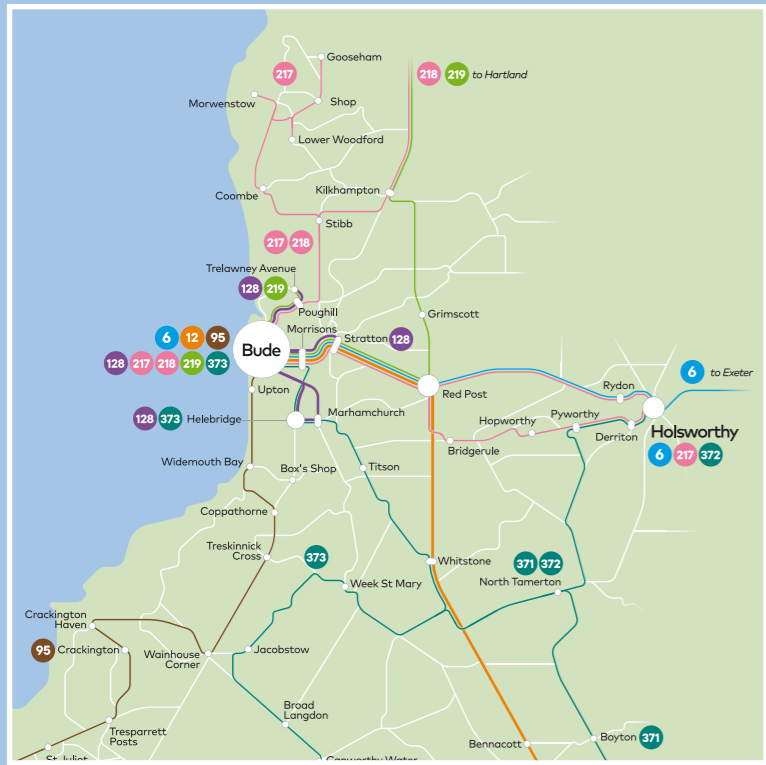 Gooseham
217
218 219 to Hartland
Morwenstow
Shop
Lower Woodford
Coombe
Kilkhampton
Stibb
217 218
Trelawney Avenue
128 219
Poughill
Grimscott
Morrisons
6 12 95
Stratton 128
Bude
128 217 218 219 373
Upton
Red Post
Rydon
6 to Exeter
128 373 Helebridge
Marhamchurch
Hopworthy
Pyworthy
Derriton
Holsworthy
6 217 372
Bridgerule
Widemouth Bay
Box's Shop
Titson
Coppathorne
Treskinnick
Cross
373
Whitstone
371 372
North Tamerton
Week St Mary
Crackington
Haven
95 Crackington
Wainhouse
Corner
Jacobstow
Broad
Langdon
Tresparrett
Posts
Bennacott
Boyton 371
St Juliot
Canworthy Water